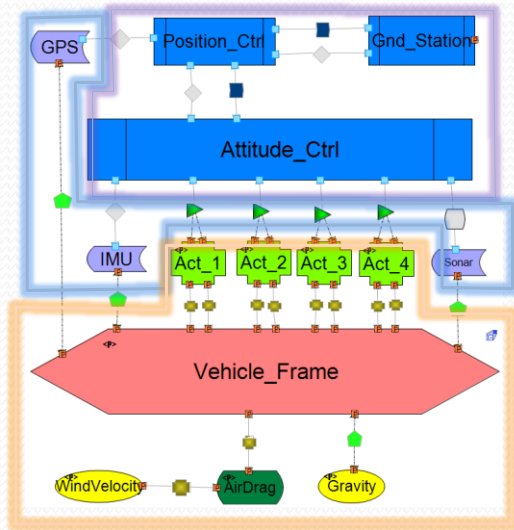 GPS
Position_Ctrl
Gnd_Station
Attitude_Ctrl
IMU
<P>
Act_1
<P>
Act_2
<P>
Act_3
<P>
Act_4
Sonar
<P>
Vehicle_Frame
<P>
WindVelocity
<P>
AirDrag
<P>
Gravity